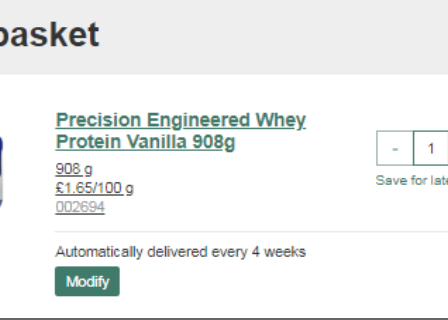 basket
Precision Engineered Whey
Protein Vanilla 908g
908 g
£1.65/100 g
002694
- 1
Save for late
Automatically delivered every 4 weeks
Modify